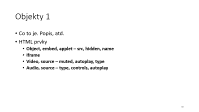 Objekty 1
• Co to je. Popis, atd.
• HTML prvky
• Object, embed, applet – src, hidden, name
• Iframe
• Video, source – muted, autoplay, type
• Audio, source – type, controls, autoplay